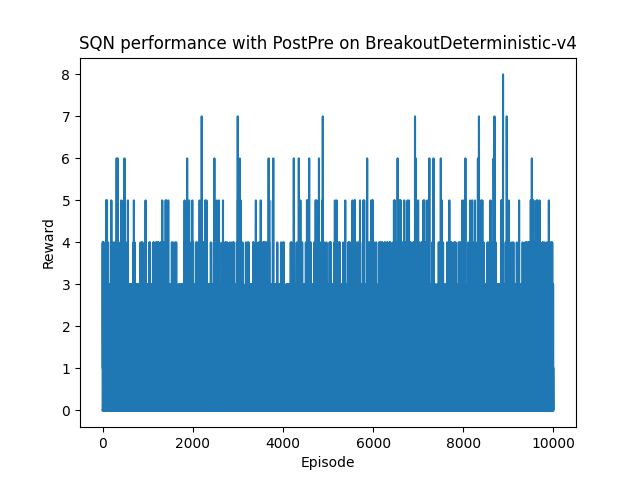 SQN performance with PostPre on BreakoutDeterministic-v4
8
7
6
5
4
3
2
1
0
Reward
0 2000 4000 6000 8000 10000
Episode